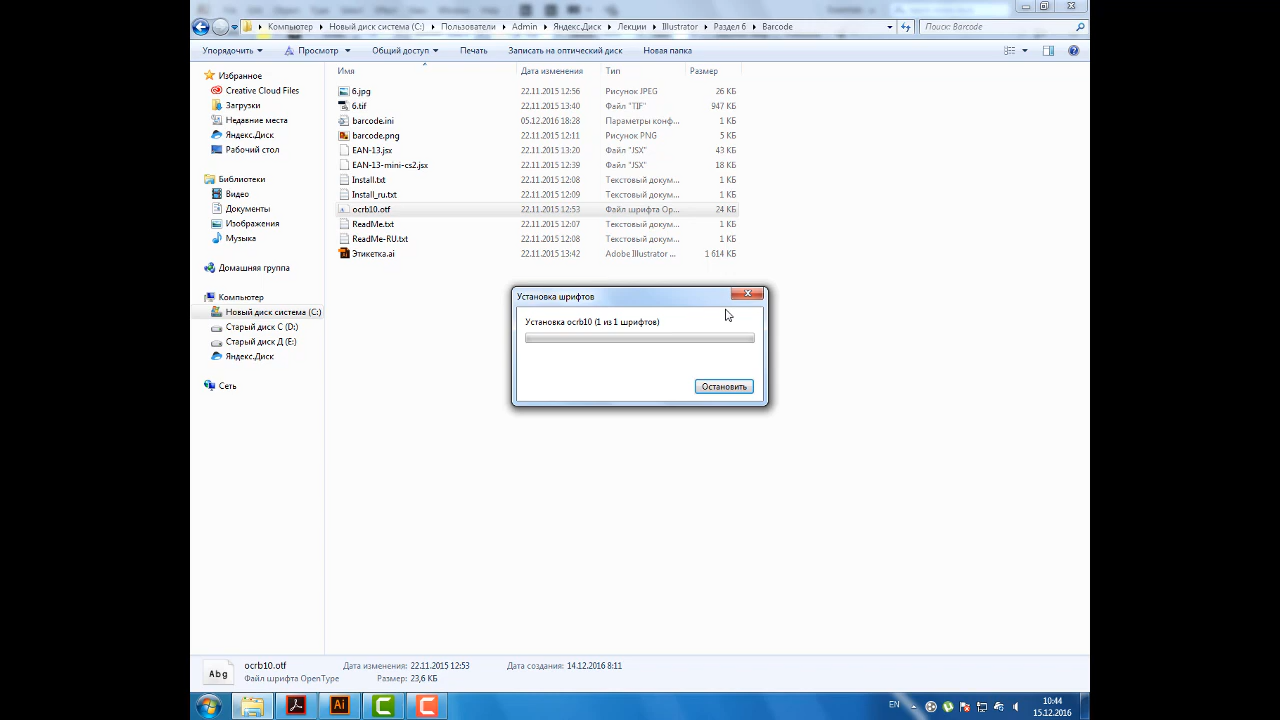 Компьютер Новый диск система (C:) Пользователи Admin Яндекс.Диск Лекции Illustrator Раздел 6 Barcode Поиск: Barcode
Упорядочить Просмотр Общий доступ Печать Записать на оптический диск Новая папка
Имя Дата изменения Тип Размер
Избранное
Creative Cloud Files
Загрузки
Недавние места
Яндекс.Диск
Рабочий стол
Библиотеки
Видео
Документы
Изображения
Музыка
Домашняя группа
Компьютер
Новый диск система (C:)
Старый диск С (D:)
Старый диск Д (E:)
Яндекс.Диск
Сеть
6.jpg 22.11.2015 12:56 Рисунок JPEG 26 КБ
6.tif 22.11.2015 13:40 Файл "TIF" 947 КБ
barcode.ini 05.12.2016 18:28 Параметры конф... 1 КБ
barcode.png 22.11.2015 12:11 Рисунок PNG 5 КБ
EAN-13.jsx 22.11.2015 13:20 Файл "JSX" 43 КБ
EAN-13-mini-cs2.jsx 22.11.2015 12:39 Файл "JSX" 18 КБ
Install.txt 22.11.2015 12:08 Текстовый докум... 1 КБ
Install_ru.txt 22.11.2015 12:08 Текстовый докум... 1 КБ
ocrb10.otf 22.11.2015 12:53 Файл шрифта Op... 24 КБ
ReadMe.txt 22.11.2015 12:07 Текстовый докум... 1 КБ
ReadMe-RU.txt 22.11.2015 12:08 Текстовый докум... 1 КБ
Этикетка.ai 22.11.2015 13:42 Adobe Illustrator ... 1 614 КБ
Установка шрифтов
Установка ocrb10 (1 из 1 шрифтов)
Остановить
Abg
ocrb10.otf Дата изменения: 22.11.2015 12:53 Дата создания: 14.12.2016 8:11
Файл шрифта OpenType Размер: 23,6 КБ
Ai
EN
10:44
15.12.2016